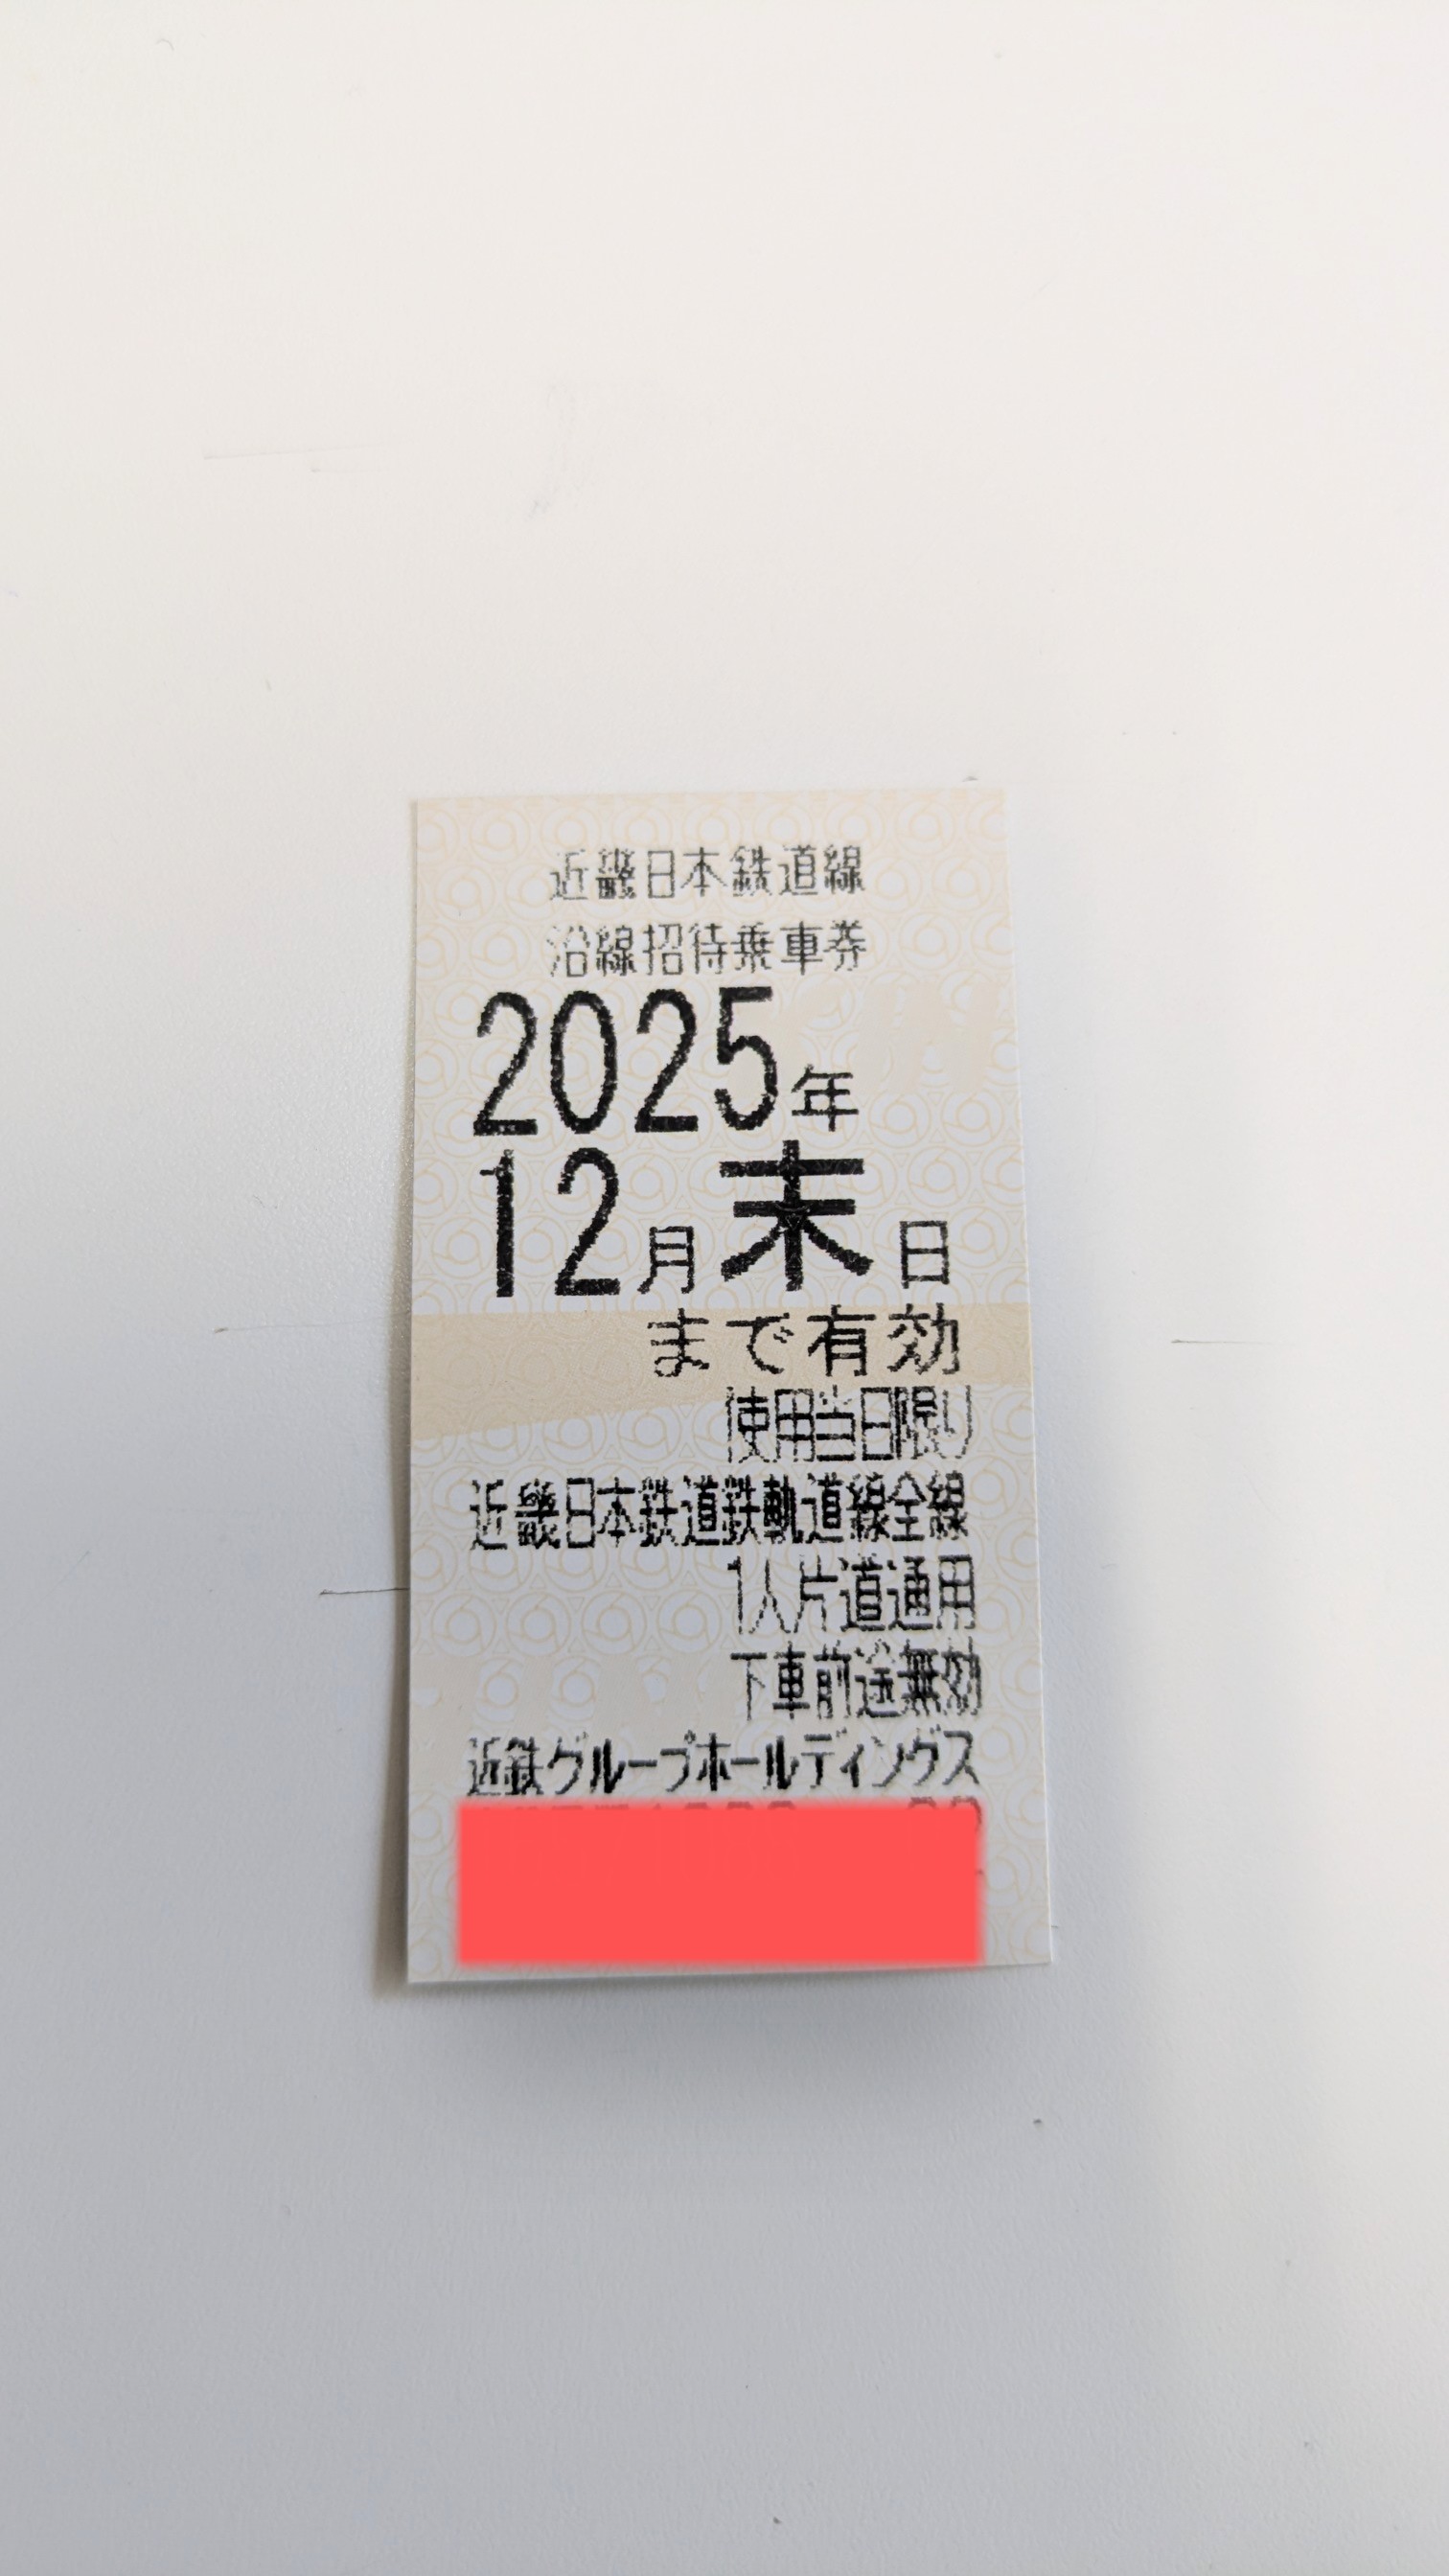 近畿日本鉄道線
沿線招待乗車券
2025年
12月末日
まで有効
使用当日限り
近畿日本鉄道鉄軌道線全線
1人片道通用
下車前途無効
近鉄グループホールディングス